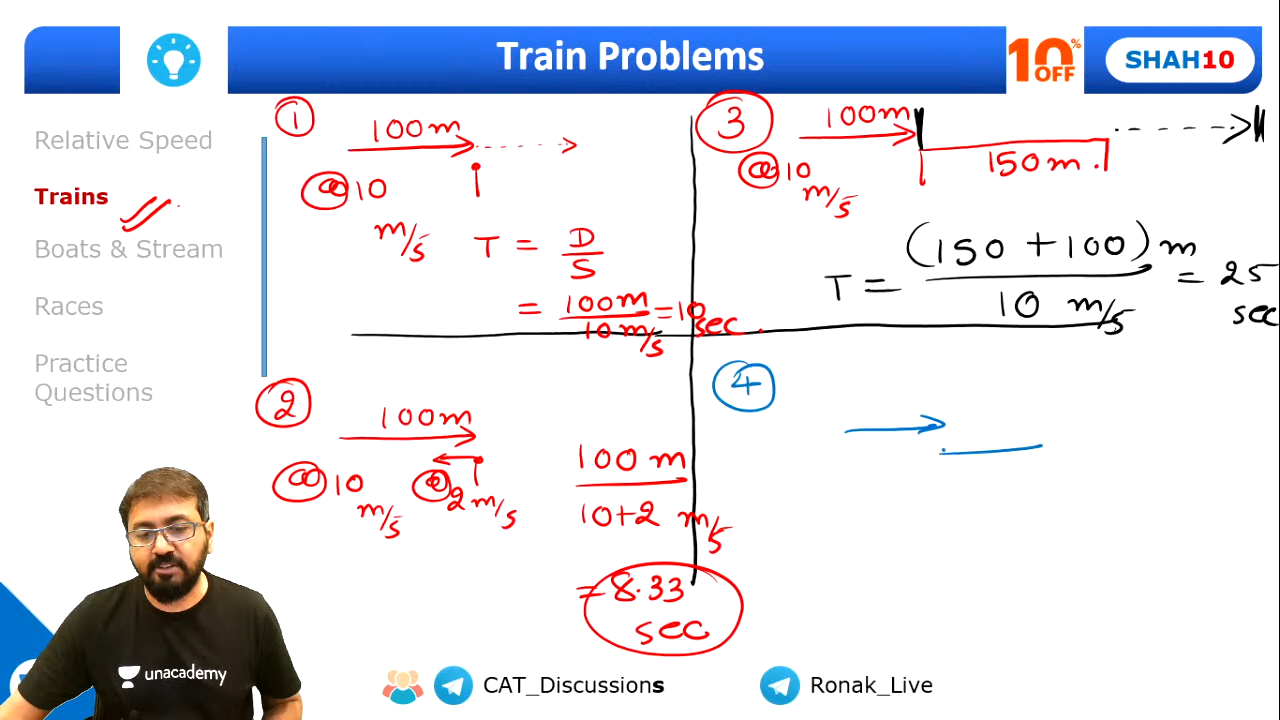 Train Problems
10% OFF
SHAH10
Relative Speed
Trains
Boats & Stream
Races
Practice
Questions
1
100m
@ 10
m/s
T = D/S
= 100m / 10 m/s = 10 sec.
2
100m
@ 10
m/s
@ 2 m/s
100 m
10+2 m/s
= 8.33
sec
3
100m
@ 10
m/s
150 m.
T = (150 + 100) m / 10 m/s = 25
sec
4
unacademy
CAT_Discussions
Ronak_Live